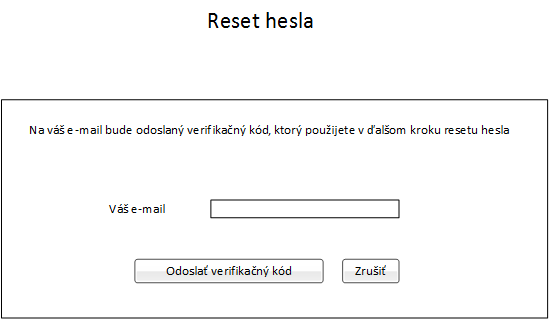 Reset hesla
Na váš e-mail bude odoslaný verifikačný kód, ktorý použijete v ďalšom kroku resetu hesla
Váš e-mail
Odoslať verifikačný kód
Zrušiť